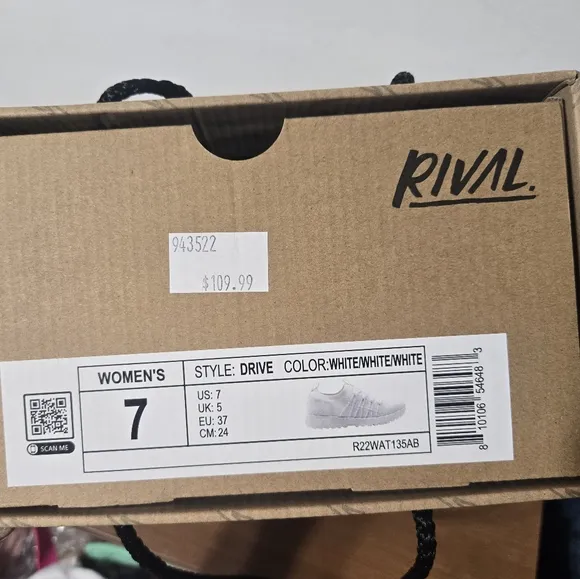 RIVAL.
943522
$109.99
WOMEN'S
7
STYLE: DRIVE COLOR:WHITE/WHITE/WHITE
US: 7
UK: 5
EU: 37
CM: 24
R22WAT135AB
SCAN ME
8 10106 54648 3